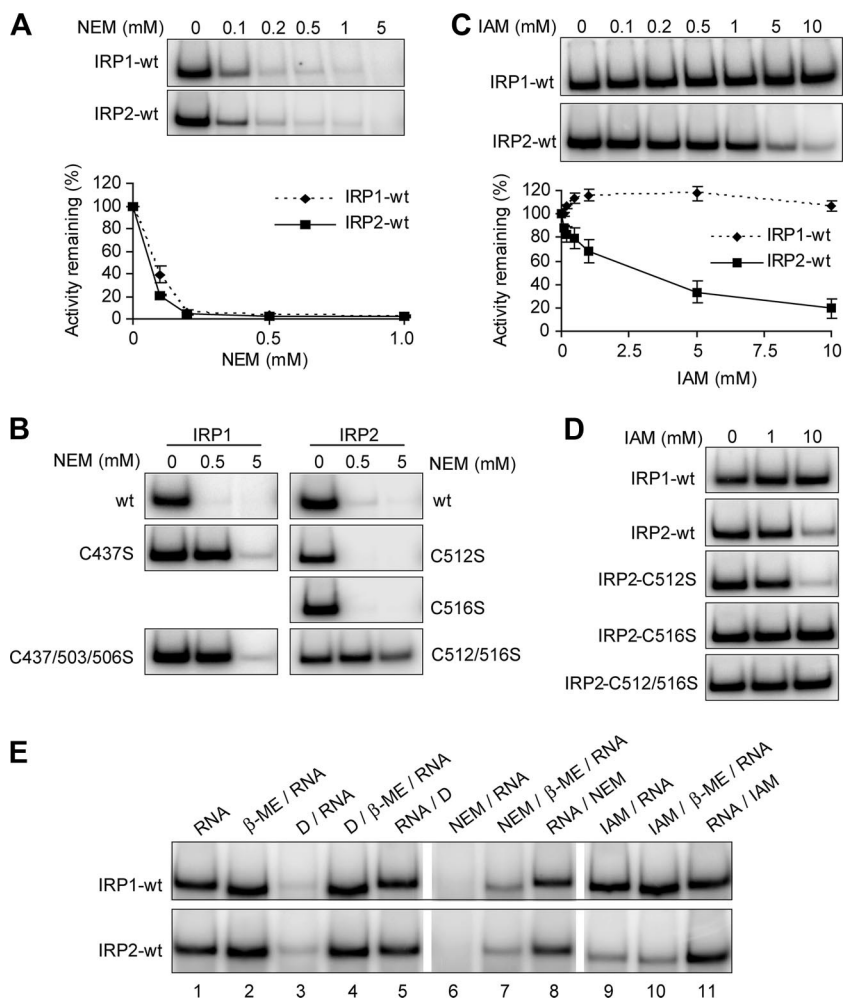 A
NEM (mM) 0 0.1 0.2 0.5 1 5
IRP1-wt
IRP2-wt
Activity remaining (%)
120
100
80
60
40
20
0
IRP1-wt
IRP2-wt
0 0.5 1.0
NEM (mM)
C
IAM (mM) 0 0.1 0.2 0.5 1 5 10
IRP1-wt
IRP2-wt
Activity remaining (%)
120
100
80
60
40
20
0
IRP1-wt
IRP2-wt
0 2.5 5 7.5 10
IAM (mM)
B
IRP1 IRP2
NEM (mM) 0 0.5 5 0 0.5 5 NEM (mM)
wt wt
C437S C512S
C516S
C437/503/506S C512/516S
D
IAM (mM) 0 1 10
IRP1-wt
IRP2-wt
IRP2-C512S
IRP2-C516S
IRP2-C512/516S
E
RNA
β-ME / RNA
D / RNA
D / β-ME / RNA
RNA / D
NEM / RNA
NEM / β-ME / RNA
RNA / NEM
IAM / RNA
IAM / β-ME / RNA
RNA / IAM
IRP1-wt
IRP2-wt
1 2 3 4 5 6 7 8 9 10 11